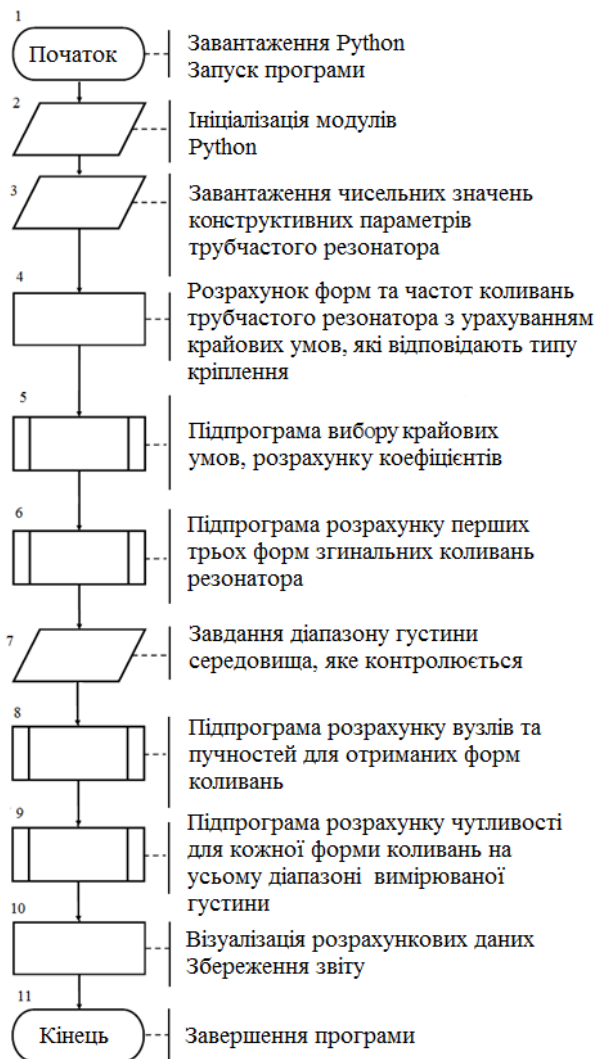 1
Початок
Завантаження Python
Запуск програми
2
Ініціалізація модулів
Python
3
Завантаження чисельних значень
конструктивних параметрів
трубчастого резонатора
4
Розрахунок форм та частот коливань
трубчастого резонатора з урахуванням
крайових умов, які відповідають типу
кріплення
5
Підпрограма вибору крайових
умов, розрахунку коефіцієнтів
6
Підпрограма розрахунку перших
трьох форм згинальних коливань
резонатора
7
Завдання діапазону густини
середовища, яке контролюється
8
Підпрограма розрахунку вузлів та
пучностей для отриманих форм
коливань
9
Підпрограма розрахунку чутливості
для кожної форми коливань на
усьому діапазоні вимірюваної
густини
10
Візуалізація розрахункових даних
Збереження звіту
11
Кінець
Завершення програми